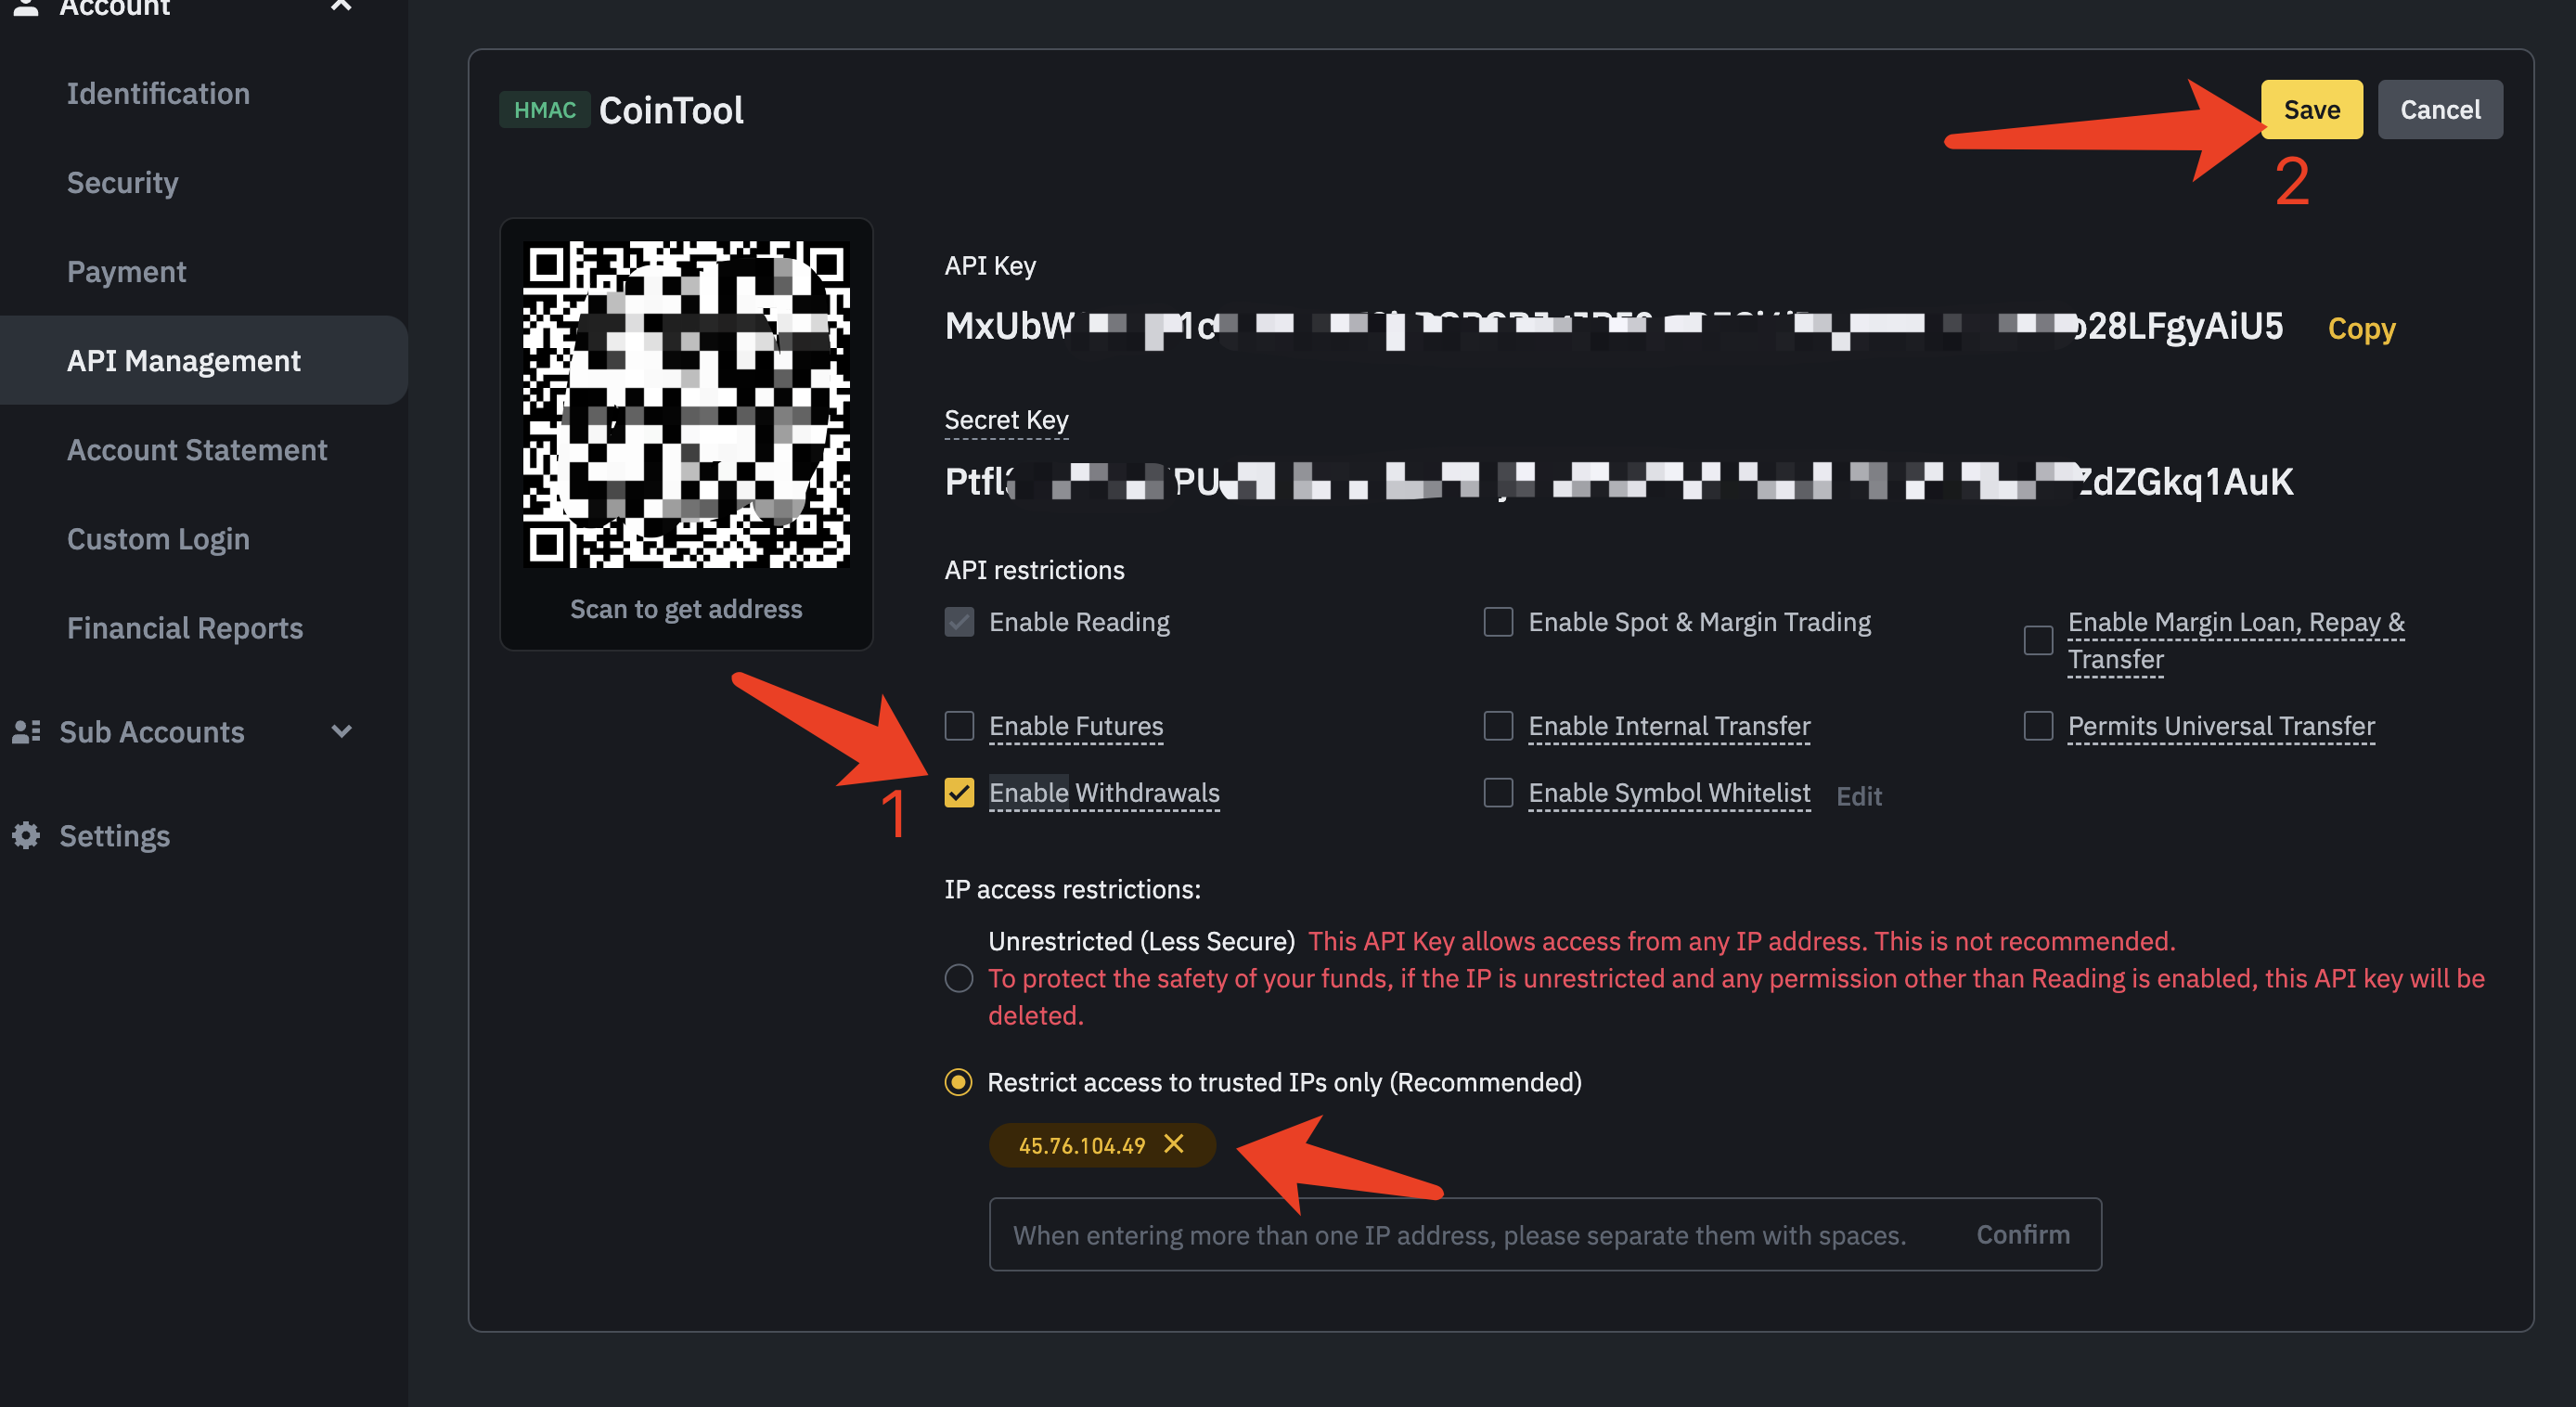 Account
Identification
Security
Payment
API Management
Account Statement
Custom Login
Financial Reports
Sub Accounts
Settings
HMAC CoinTool
Save
Cancel
2
Scan to get address
API Key
MxUbW 1c 28LFgyAiU5 Copy
Secret Key
Ptfl PU ZdZGkq1AuK
API restrictions
Enable Reading
Enable Spot & Margin Trading
Enable Margin Loan, Repay &
Transfer
Enable Futures
Enable Internal Transfer
Permits Universal Transfer
1
Enable Withdrawals
Enable Symbol Whitelist Edit
IP access restrictions:
Unrestricted (Less Secure) This API Key allows access from any IP address. This is not recommended.
To protect the safety of your funds, if the IP is unrestricted and any permission other than Reading is enabled, this API key will be
deleted.
Restrict access to trusted IPs only (Recommended)
45.76.104.49
When entering more than one IP address, please separate them with spaces. Confirm